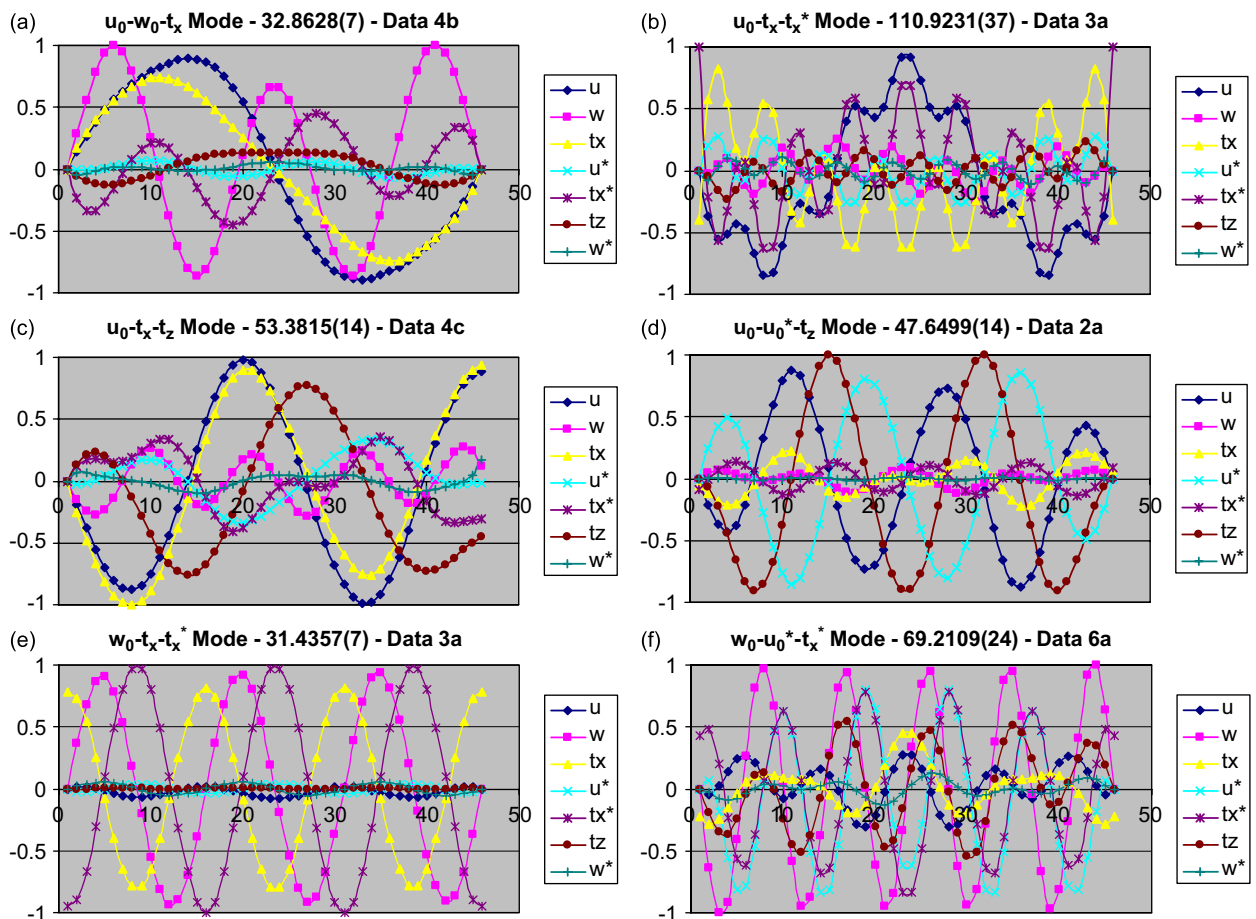 (a) u₀-w₀-tₓ Mode - 32.8628(7) - Data 4b
1
0.5
0
-0.5
-1
0 10 20 30 40 50
u
w
tx
u*
tx*
tz
w*
(b) u₀-tₓ-tₓ* Mode - 110.9231(37) - Data 3a
1
0.5
0
-0.5
-1
0 10 20 30 40 50
u
w
tx
u*
tx*
tz
w*
(c) u₀-tₓ-t_z Mode - 53.3815(14) - Data 4c
1
0.5
0
-0.5
-1
0 10 20 30 40 50
u
w
tx
u*
tx*
tz
w*
(d) u₀-u₀*-t_z Mode - 47.6499(14) - Data 2a
1
0.5
0
-0.5
-1
0 10 20 30 40 50
u
w
tx
u*
tx*
tz
w*
(e) w₀-tₓ-tₓ* Mode - 31.4357(7) - Data 3a
1
0.5
0
-0.5
-1
0 10 20 30 40 50
u
w
tx
u*
tx*
tz
w*
(f) w₀-u₀*-tₓ* Mode - 69.2109(24) - Data 6a
1
0.5
0
-0.5
-1
0 10 20 30 40 50
u
w
tx
u*
tx*
tz
w*